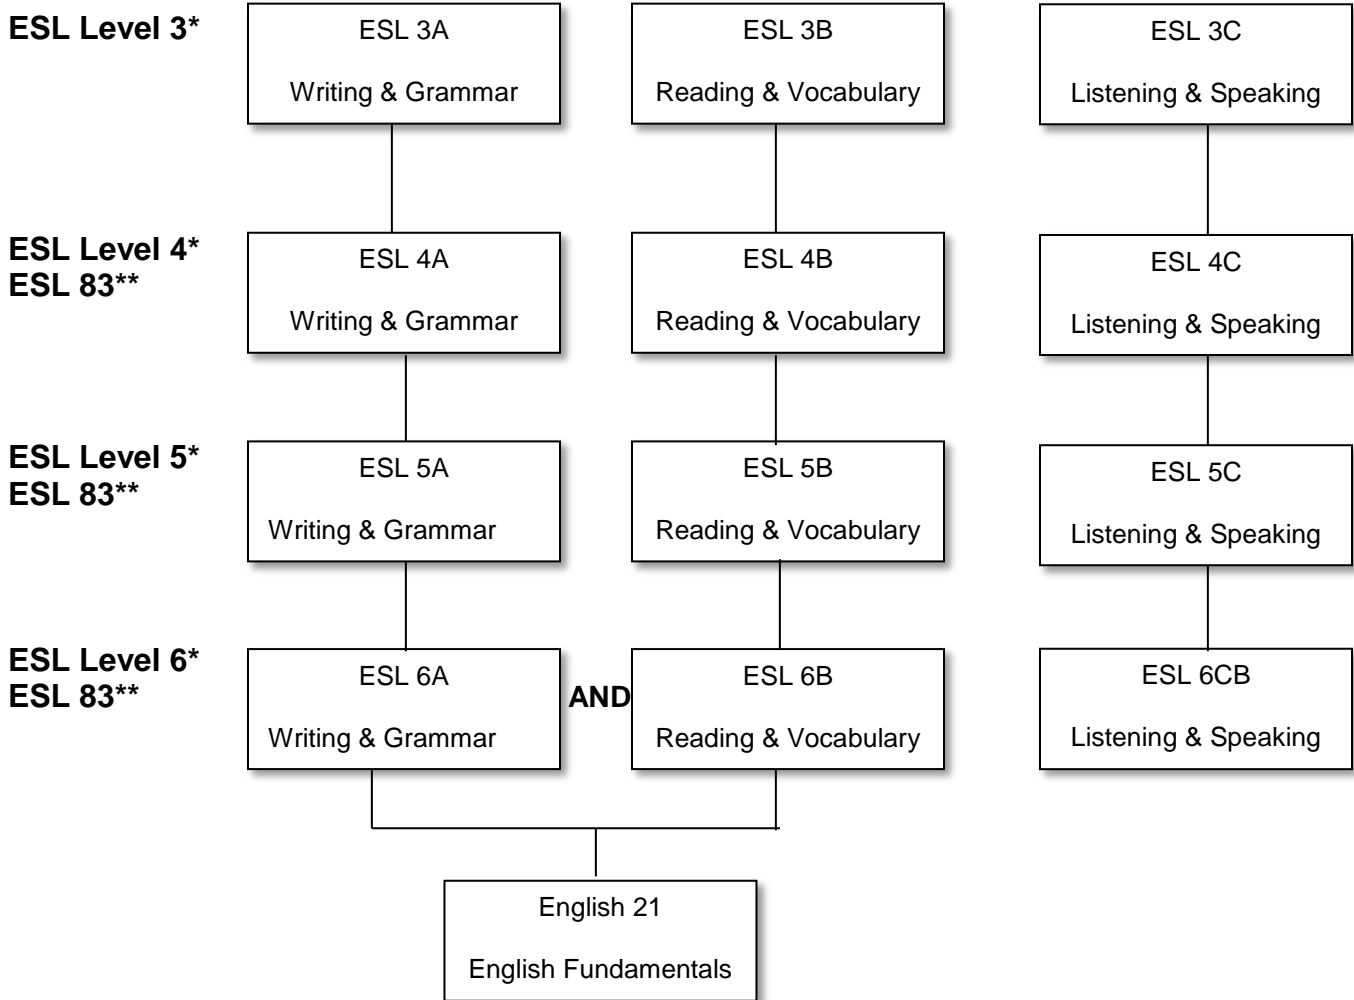 ESL Level 3*
ESL 3A
Writing & Grammar
ESL 3B
Reading & Vocabulary
ESL 3C
Listening & Speaking
ESL Level 4*
ESL 83**
ESL 4A
Writing & Grammar
ESL 4B
Reading & Vocabulary
ESL 4C
Listening & Speaking
ESL Level 5*
ESL 83**
ESL 5A
Writing & Grammar
ESL 5B
Reading & Vocabulary
ESL 5C
Listening & Speaking
ESL Level 6*
ESL 83**
ESL 6A
Writing & Grammar
AND
ESL 6B
Reading & Vocabulary
ESL 6CB
Listening & Speaking
English 21
English Fundamentals